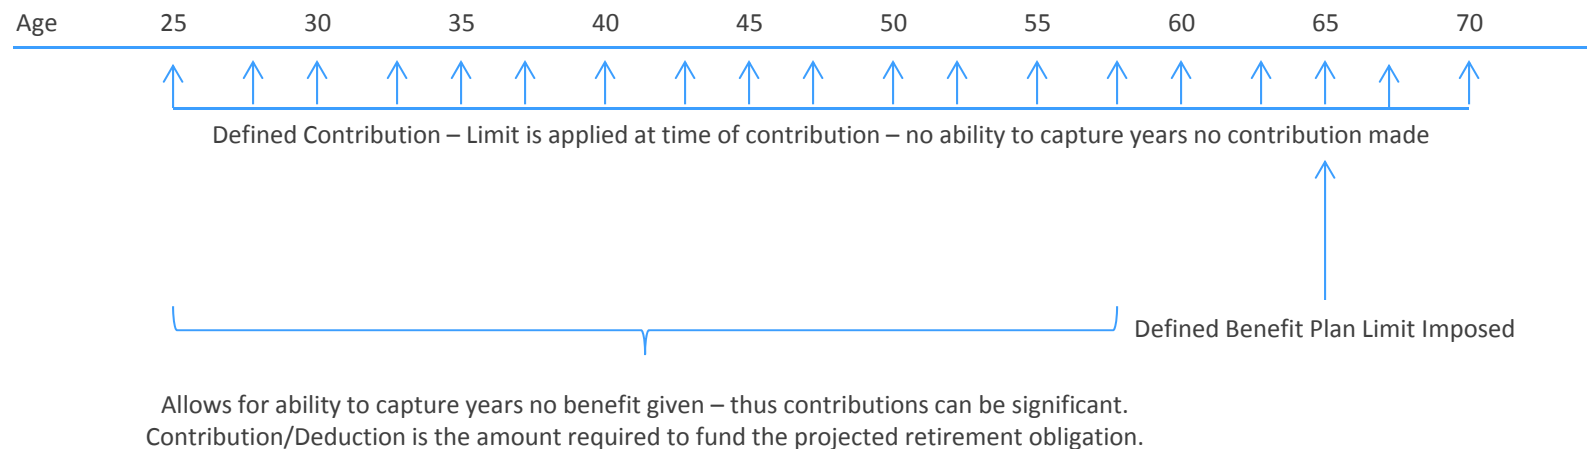 Age 25 30 35 40 45 50 55 60 65 70
Defined Contribution – Limit is applied at time of contribution – no ability to capture years no contribution made
Defined Benefit Plan Limit Imposed
Allows for ability to capture years no benefit given – thus contributions can be significant.
Contribution/Deduction is the amount required to fund the projected retirement obligation.